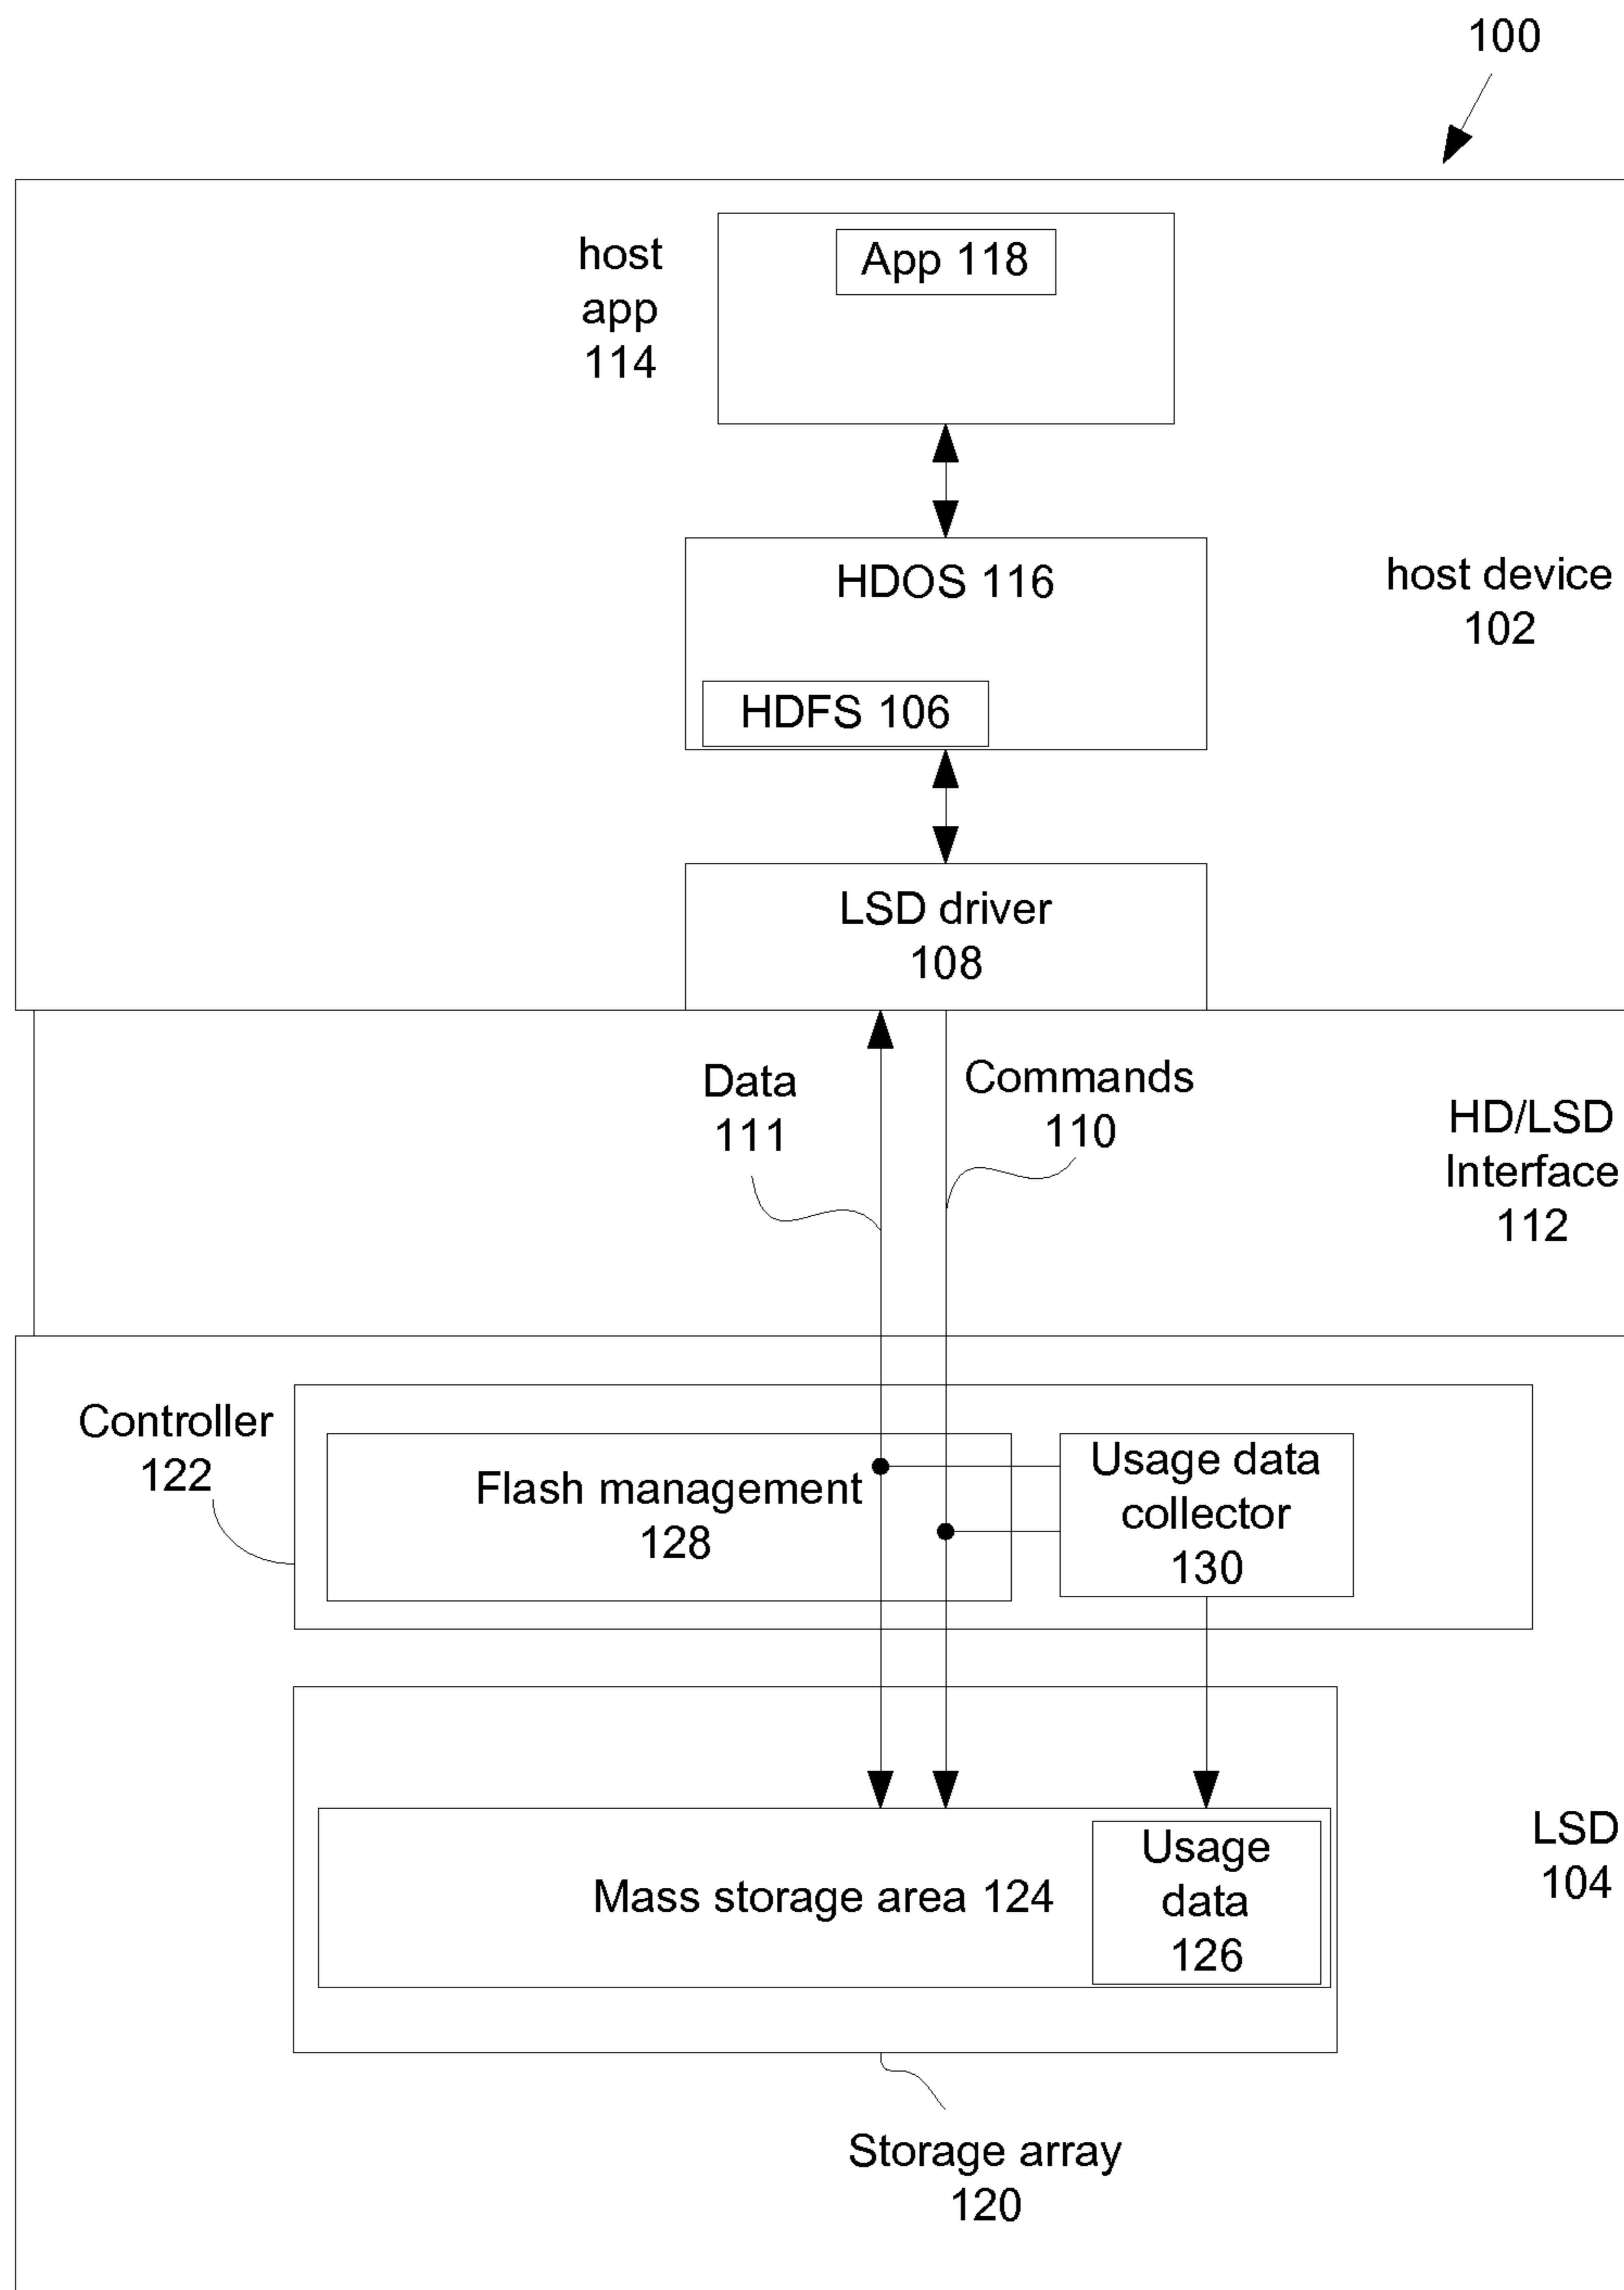 100
host
app
114
App 118
HDOS 116
host device
102
HDFS 106
LSD driver
108
Data
111
Commands
110
HD/LSD
Interface
112
Controller
122
Flash management
128
Usage data
collector
130
Mass storage area 124
Usage
data
126
LSD
104
Storage array
120